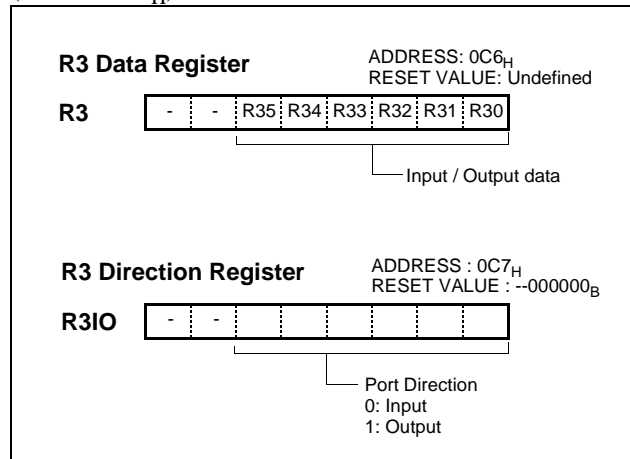 R3 Data Register
ADDRESS: 0C6H
RESET VALUE: Undefined
R3 - - R35 R34 R33 R32 R31 R30
Input / Output data
R3 Direction Register
ADDRESS : 0C7H
RESET VALUE : --000000B
R3IO - -
Port Direction
0: Input
1: Output